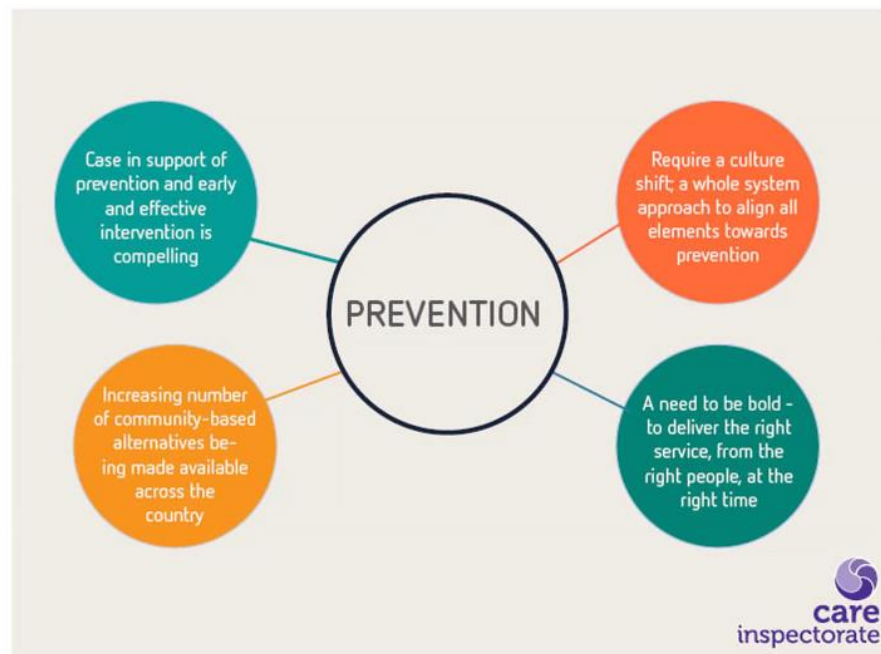 Case in support of
prevention and early
and effective
intervention is
compelling
Require a culture
shift; a whole system
approach to align all
elements towards
prevention
PREVENTION
Increasing number
of community-based
alternatives be-
ing made available
across the
country
A need to be bold -
to deliver the right
service, from the
right people, at the
right time
care
inspectorate